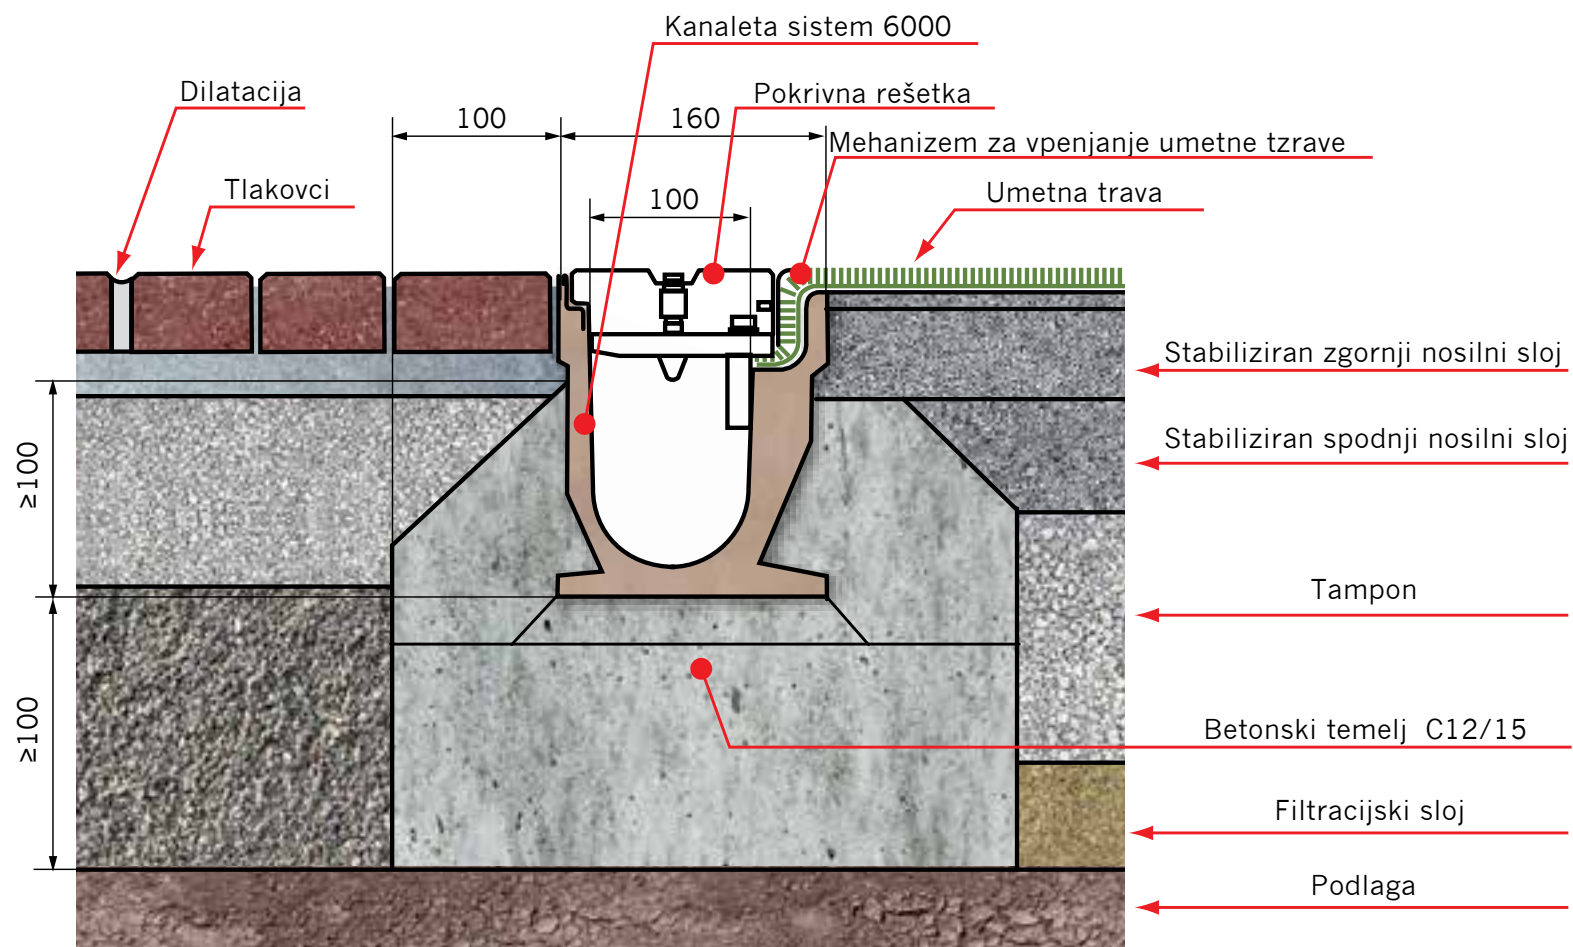 Kanaleta sistem 6000
Dilatacija
Pokrivna rešetka
100
160
Mehanizem za vpenjanje umetne tzrave
Tlakovci
100
Umetna trava
Stabiliziran zgornji nosilni sloj
Stabiliziran spodnji nosilni sloj
≥100
Tampon
≥100
Betonski temelj C12/15
Filtracijski sloj
Podlaga